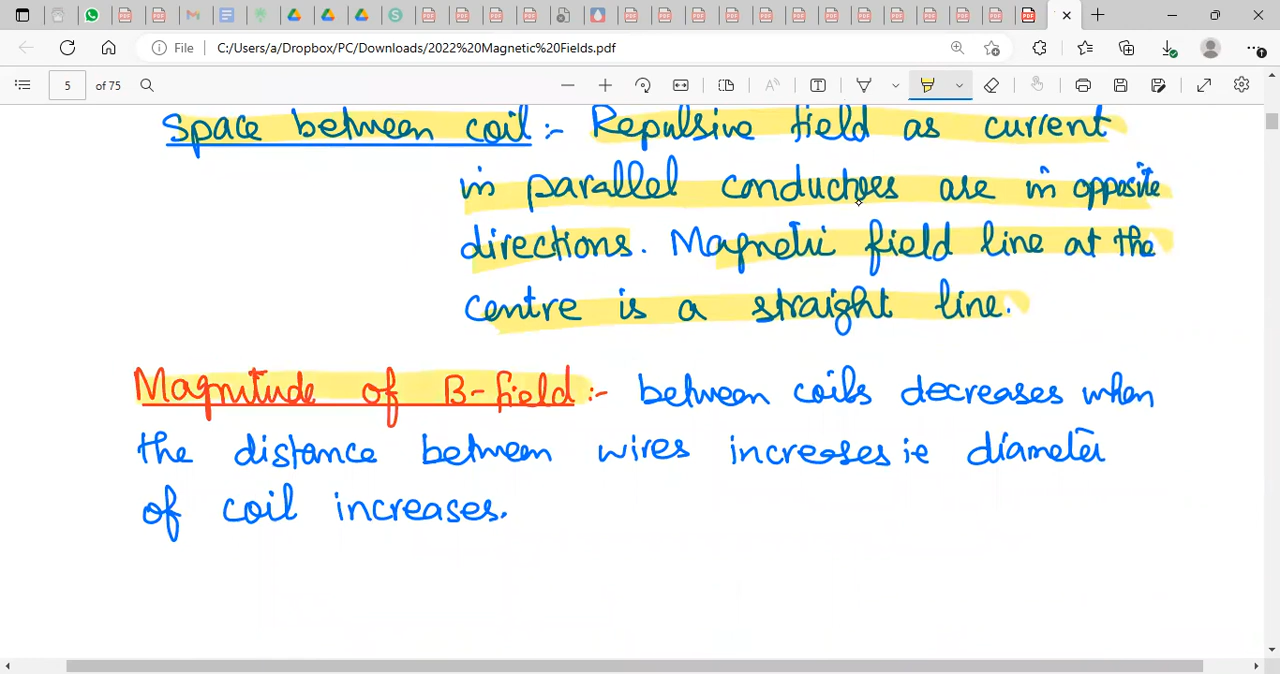 File C:/Users/a/Dropbox/PC/Downloads/2022%20Magnetic%20Fields.pdf
5 of 75
Space between coil :- Repulsive field as current
in parallel conductors are in opposite
directions. Magnetic field line at the
centre is a straight line.
Magnitude of B-field :- between coils decreases when
the distance between wires increases ie diameter
of coil increases.